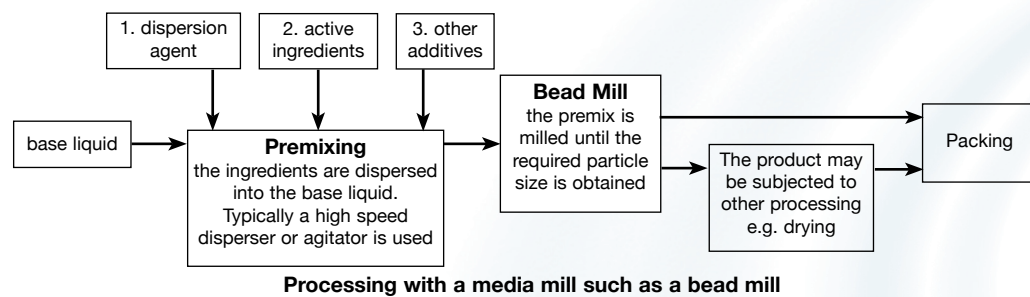 1. dispersion
agent
2. active
ingredients
3. other
additives
base liquid
Premixing
the ingredients are dispersed
into the base liquid.
Typically a high speed
disperser or agitator is used
Bead Mill
the premix is
milled until the
required particle
size is obtained
The product may
be subjected to
other processing
e.g. drying
Packing
Processing with a media mill such as a bead mill